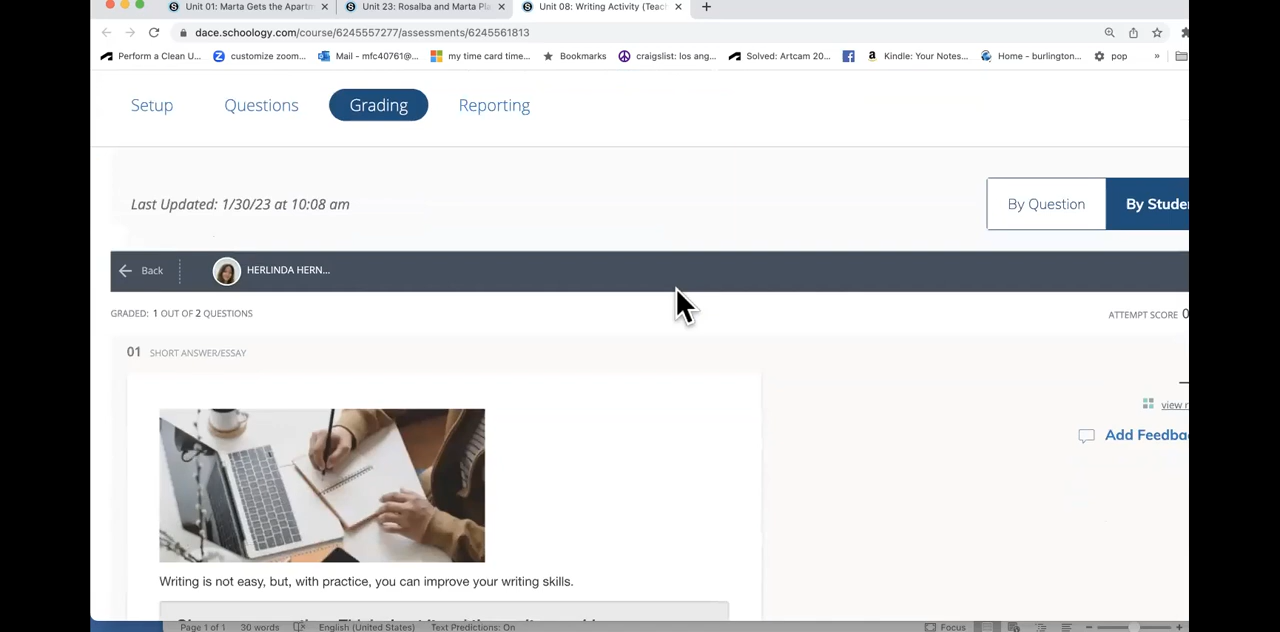 Unit 01: Marta Gets the Apartm
Unit 23: Rosalba and Marta Pla
Unit 08: Writing Activity (Teac
dace.schoology.com/course/6245557277/assessments/6245561813
Perform a Clean U...
customize zoom...
Mail - mfc40761@...
my time card time...
Bookmarks
craigslist: los ang...
Solved: Artcam 20...
Kindle: Your Notes...
Home - burlington...
pop
Setup
Questions
Grading
Reporting
Last Updated: 1/30/23 at 10:08 am
By Question
By Stude
Back
HERLINDA HERN...
GRADED: 1 OUT OF 2 QUESTIONS
ATTEMPT SCORE 0
01 SHORT ANSWER/ESSAY
view r
Add Feedba
Writing is not easy, but, with practice, you can improve your writing skills.
Page 1 of 1
30 words
English (United States)
Text Predictions: On
Focus